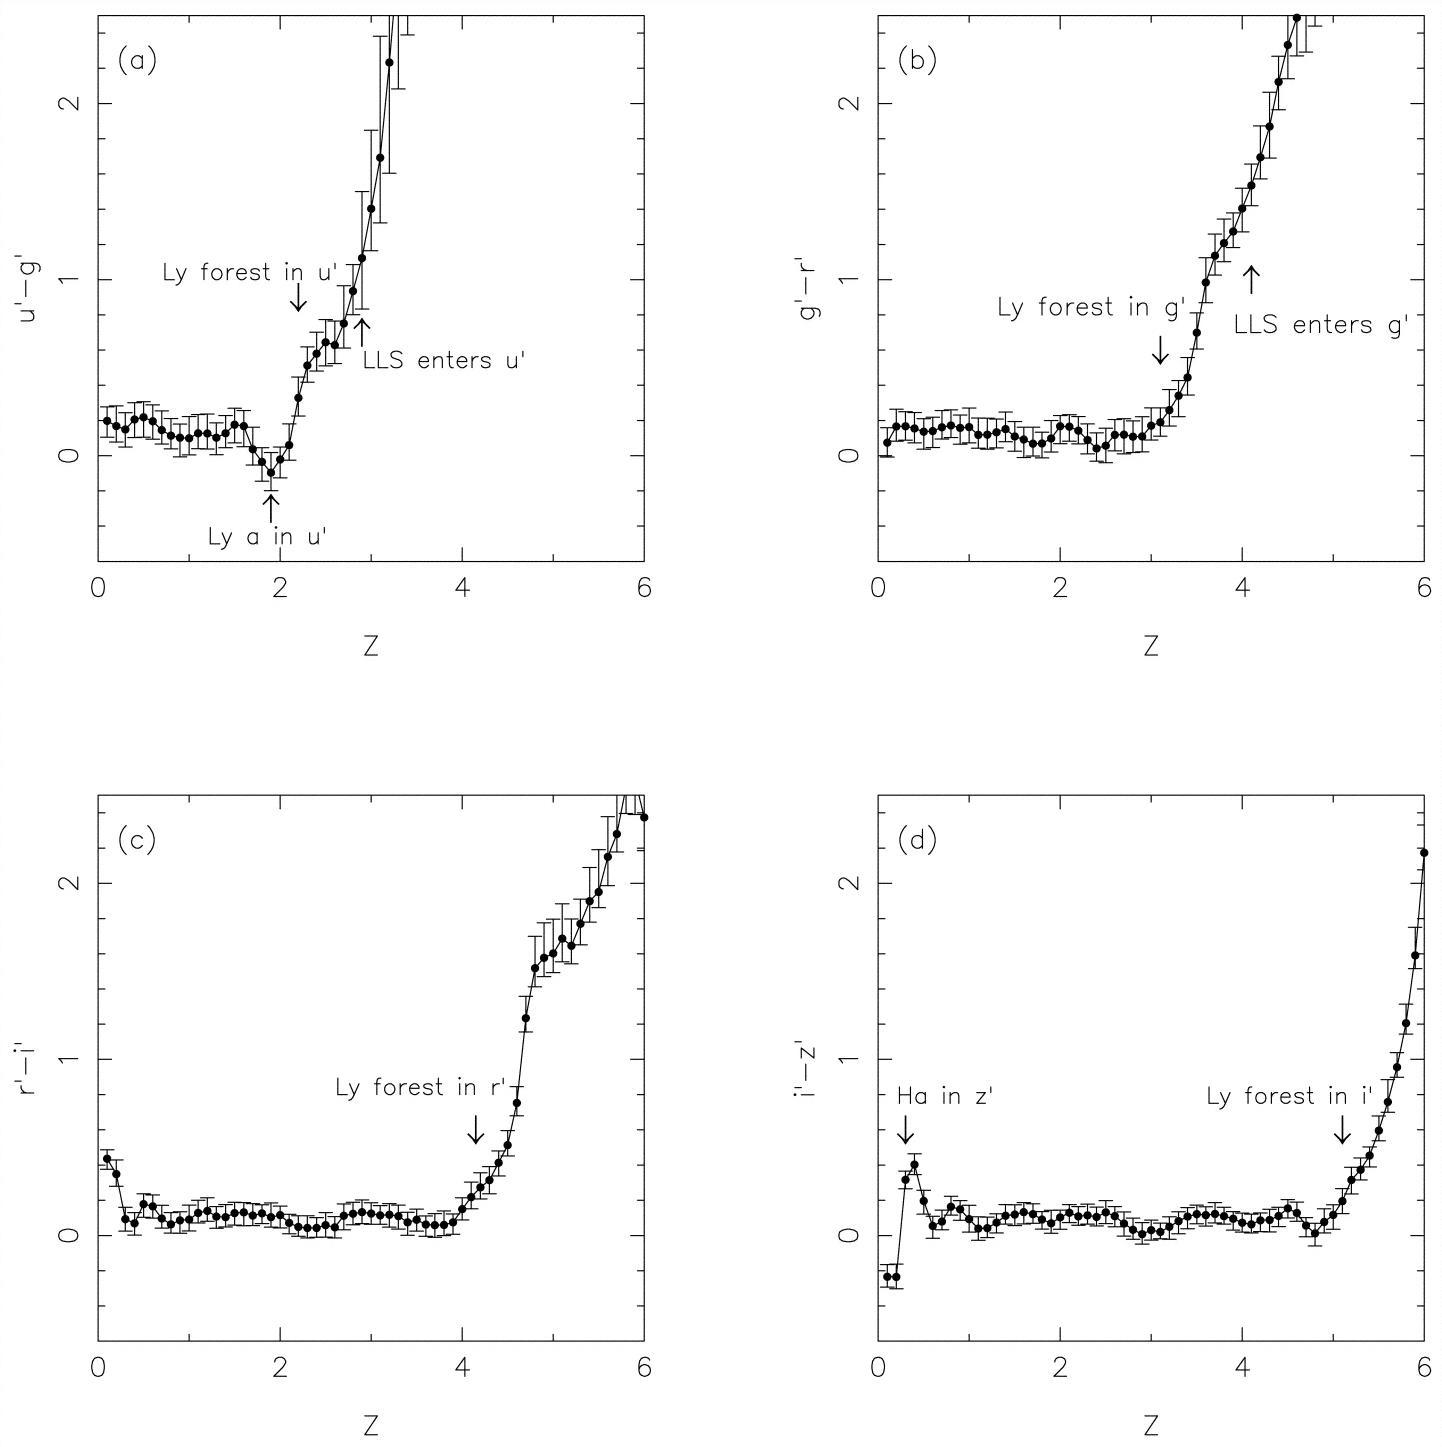 (a)
2
1
0
u'−g'
Ly forest in u'
LLS enters u'
Ly a in u'
0 2 4 6
Z
(b)
2
1
0
g'−r'
Ly forest in g'
LLS enters g'
0 2 4 6
Z
(c)
2
1
0
r'−i'
Ly forest in r'
0 2 4 6
Z
(d)
2
1
0
i'−z'
Ha in z'
Ly forest in i'
0 2 4 6
Z